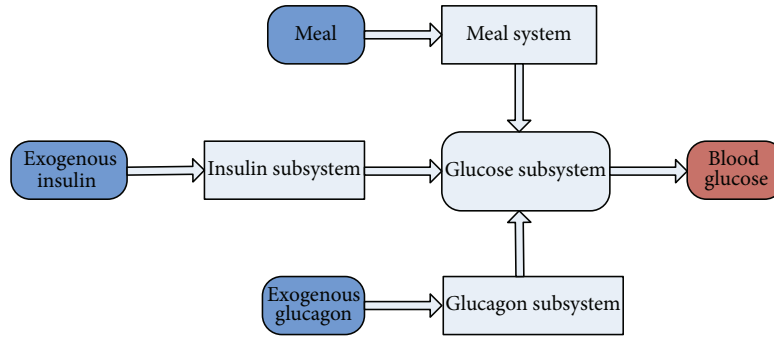 Meal
Meal system
Exogenous
insulin
Insulin subsystem
Glucose subsystem
Blood
glucose
Exogenous
glucagon
Glucagon subsystem